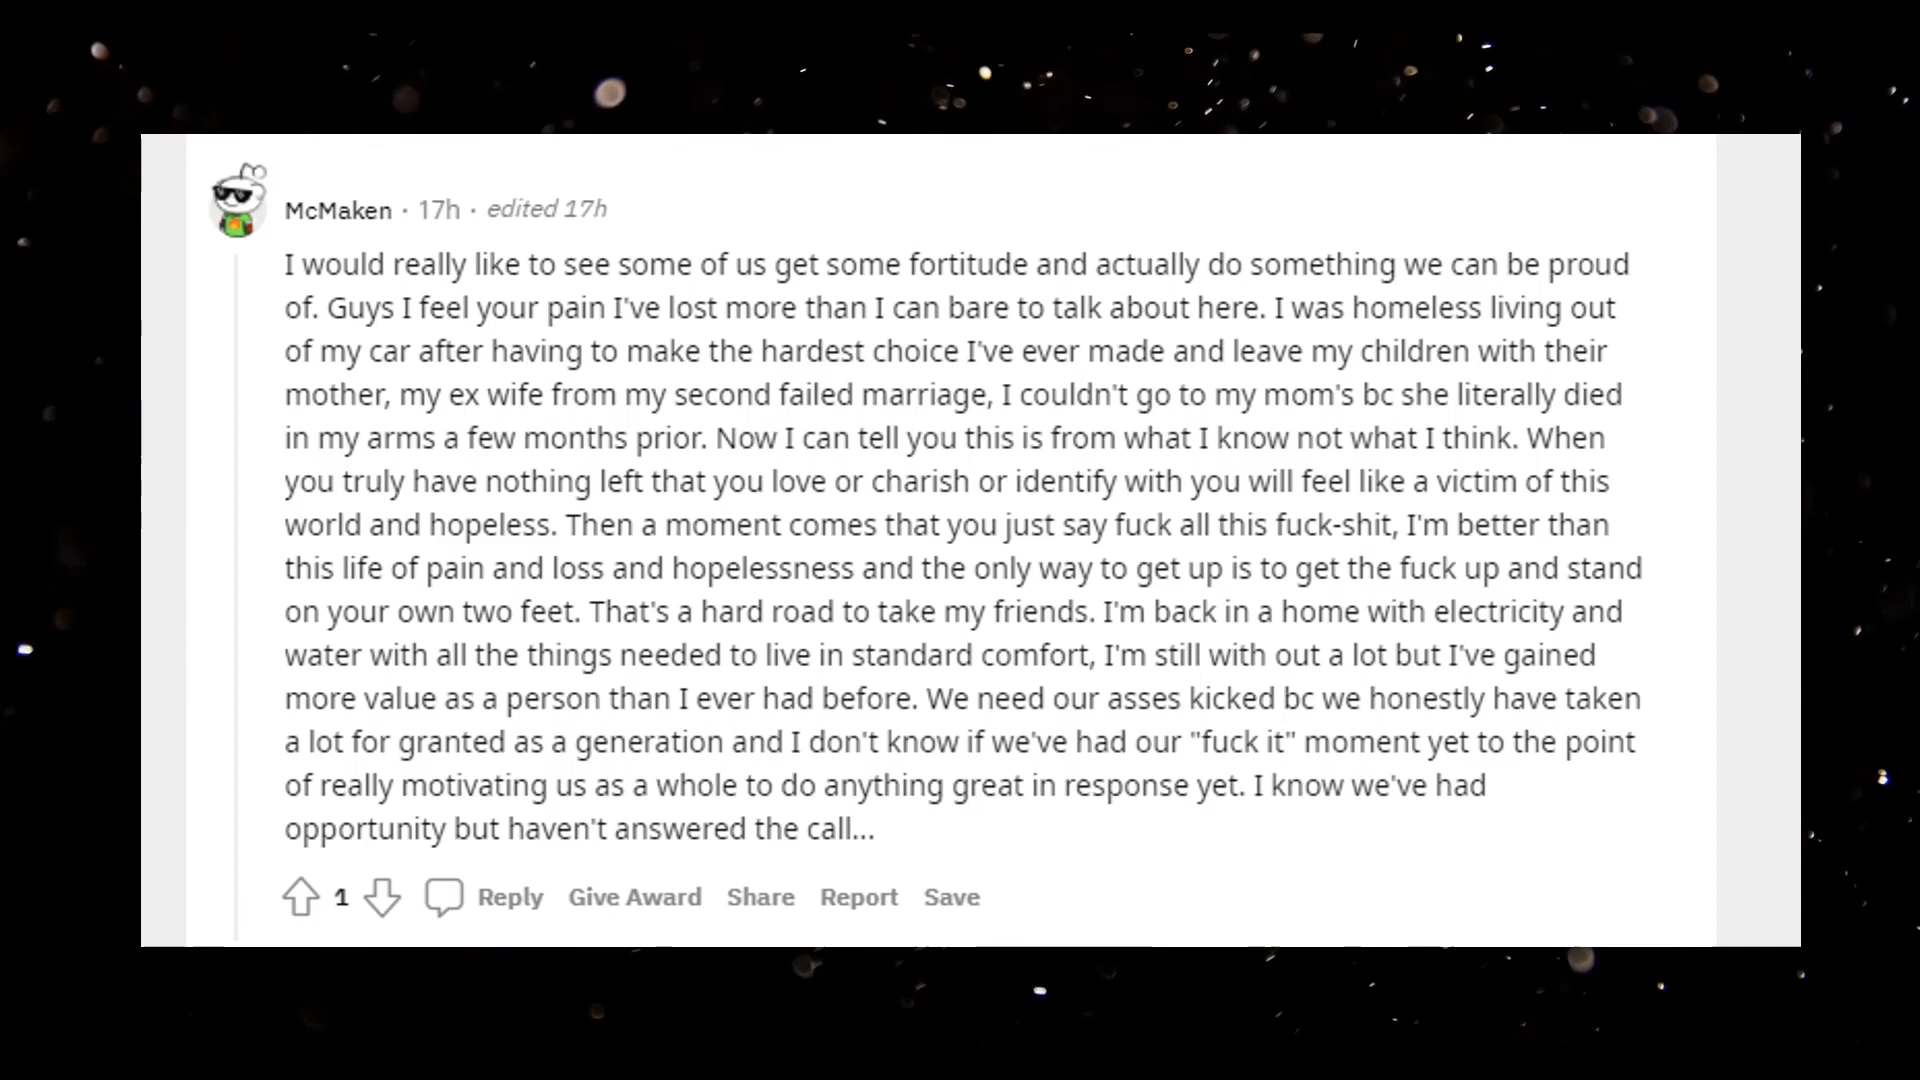 McMaken · 17h · edited 17h
I would really like to see some of us get some fortitude and actually do something we can be proud
of. Guys I feel your pain I've lost more than I can bare to talk about here. I was homeless living out
of my car after having to make the hardest choice I've ever made and leave my children with their
mother, my ex wife from my second failed marriage, I couldn't go to my mom's bc she literally died
in my arms a few months prior. Now I can tell you this is from what I know not what I think. When
you truly have nothing left that you love or charish or identify with you will feel like a victim of this
world and hopeless. Then a moment comes that you just say fuck all this fuck-shit, I'm better than
this life of pain and loss and hopelessness and the only way to get up is to get the fuck up and stand
on your own two feet. That's a hard road to take my friends. I'm back in a home with electricity and
water with all the things needed to live in standard comfort, I'm still with out a lot but I've gained
more value as a person than I ever had before. We need our asses kicked bc we honestly have taken
a lot for granted as a generation and I don't know if we've had our "fuck it" moment yet to the point
of really motivating us as a whole to do anything great in response yet. I know we've had
opportunity but haven't answered the call...
1 Reply Give Award Share Report Save